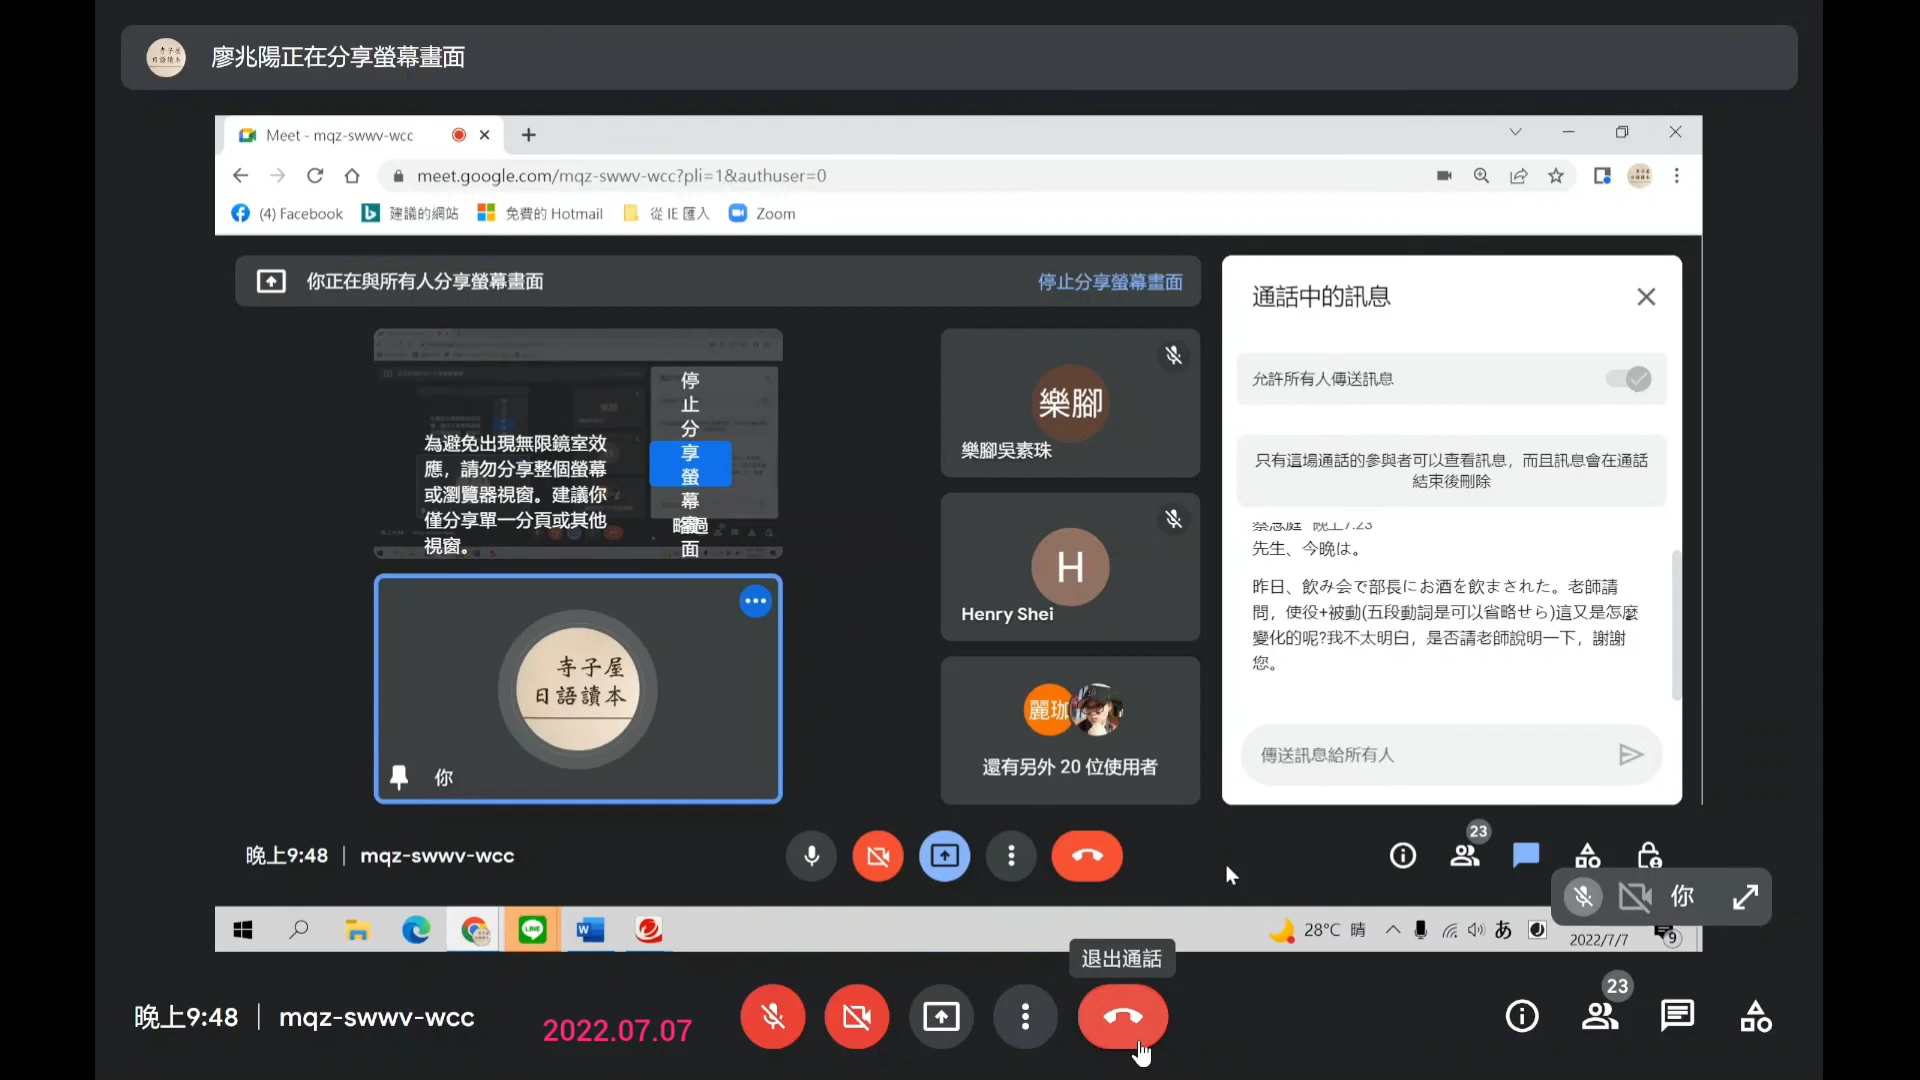 廖兆陽正在分享螢幕畫面
Meet - mqz-swwv-wcc
meet.google.com/mqz-swwv-wcc?pli=1&authuser=0
(4) Facebook 建議的網站 免費的 Hotmail 從 IE 匯入 Zoom
你正在與所有人分享螢幕畫面 停止分享螢幕畫面
為避免出現無限鏡室效
應，請勿分享整個螢幕
或瀏覽器視窗。建議你
僅分享單一分頁或其他
視窗。
寺子屋
日語讀本
你
樂腳
樂腳吳素珠
H
Henry Shei
麗珈
還有另外 20 位使用者
通話中的訊息
允許所有人傳送訊息
只有這場通話的參與者可以查看訊息，而且訊息會在通話
結束後刪除
先生、今晩は。
昨日、飲み会で部長にお酒を飲まされた。老師請
問，使役+被動(五段動詞是可以省略せら)這又是怎麼
變化的呢?我不太明白，是否請老師說明一下，謝謝
您。
傳送訊息給所有人
晚上9:48 | mqz-swwv-wcc
23
你
LINE
28°C 晴
あ
2022/7/7
9
退出通話
晚上9:48 | mqz-swwv-wcc
2022.07.07
23